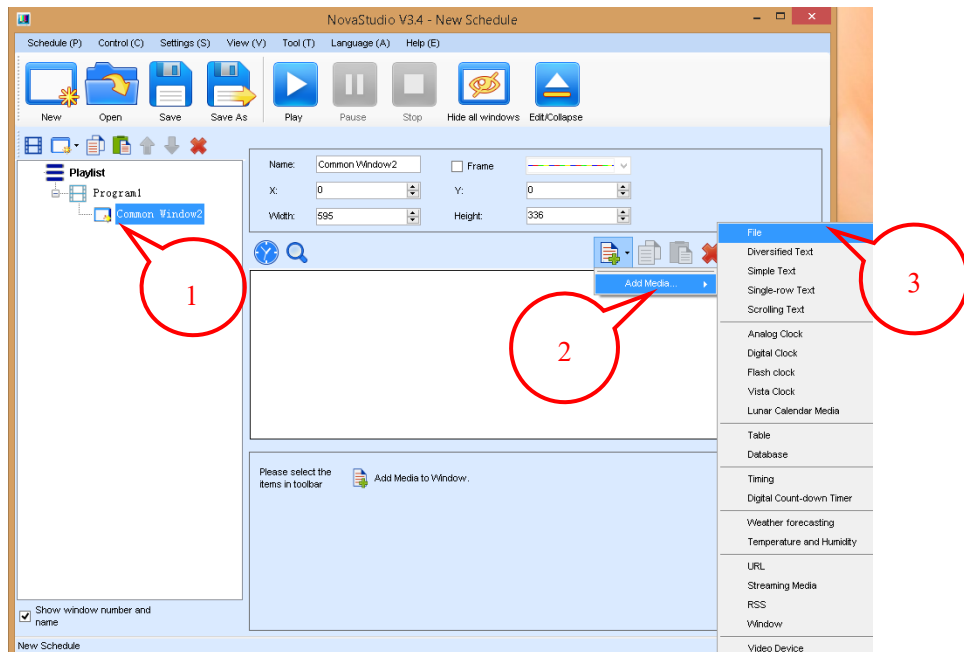 NovaStudio V3.4 - New Schedule
Schedule (P) Control (C) Settings (S) View (V) Tool (T) Language (A) Help (E)
New Open Save Save As Play Pause Stop Hide all windows Edit/Collapse
Playlist
Program1
Common Window2
1
Name: Common Window2 Frame
X: 0 Y: 0
Width: 595 Height: 336
Add Media...
2
File
Diversified Text
Simple Text
Single-row Text
Scrolling Text
Analog Clock
Digital Clock
Flash clock
Vista Clock
Lunar Calendar Media
Table
Database
Timing
Digital Count-down Timer
Weather forecasting
Temperature and Humidity
URL
Streaming Media
RSS
Window
Video Device
3
Please select the
items in toolbar
Add Media to Window.
Show window number and
name
New Schedule